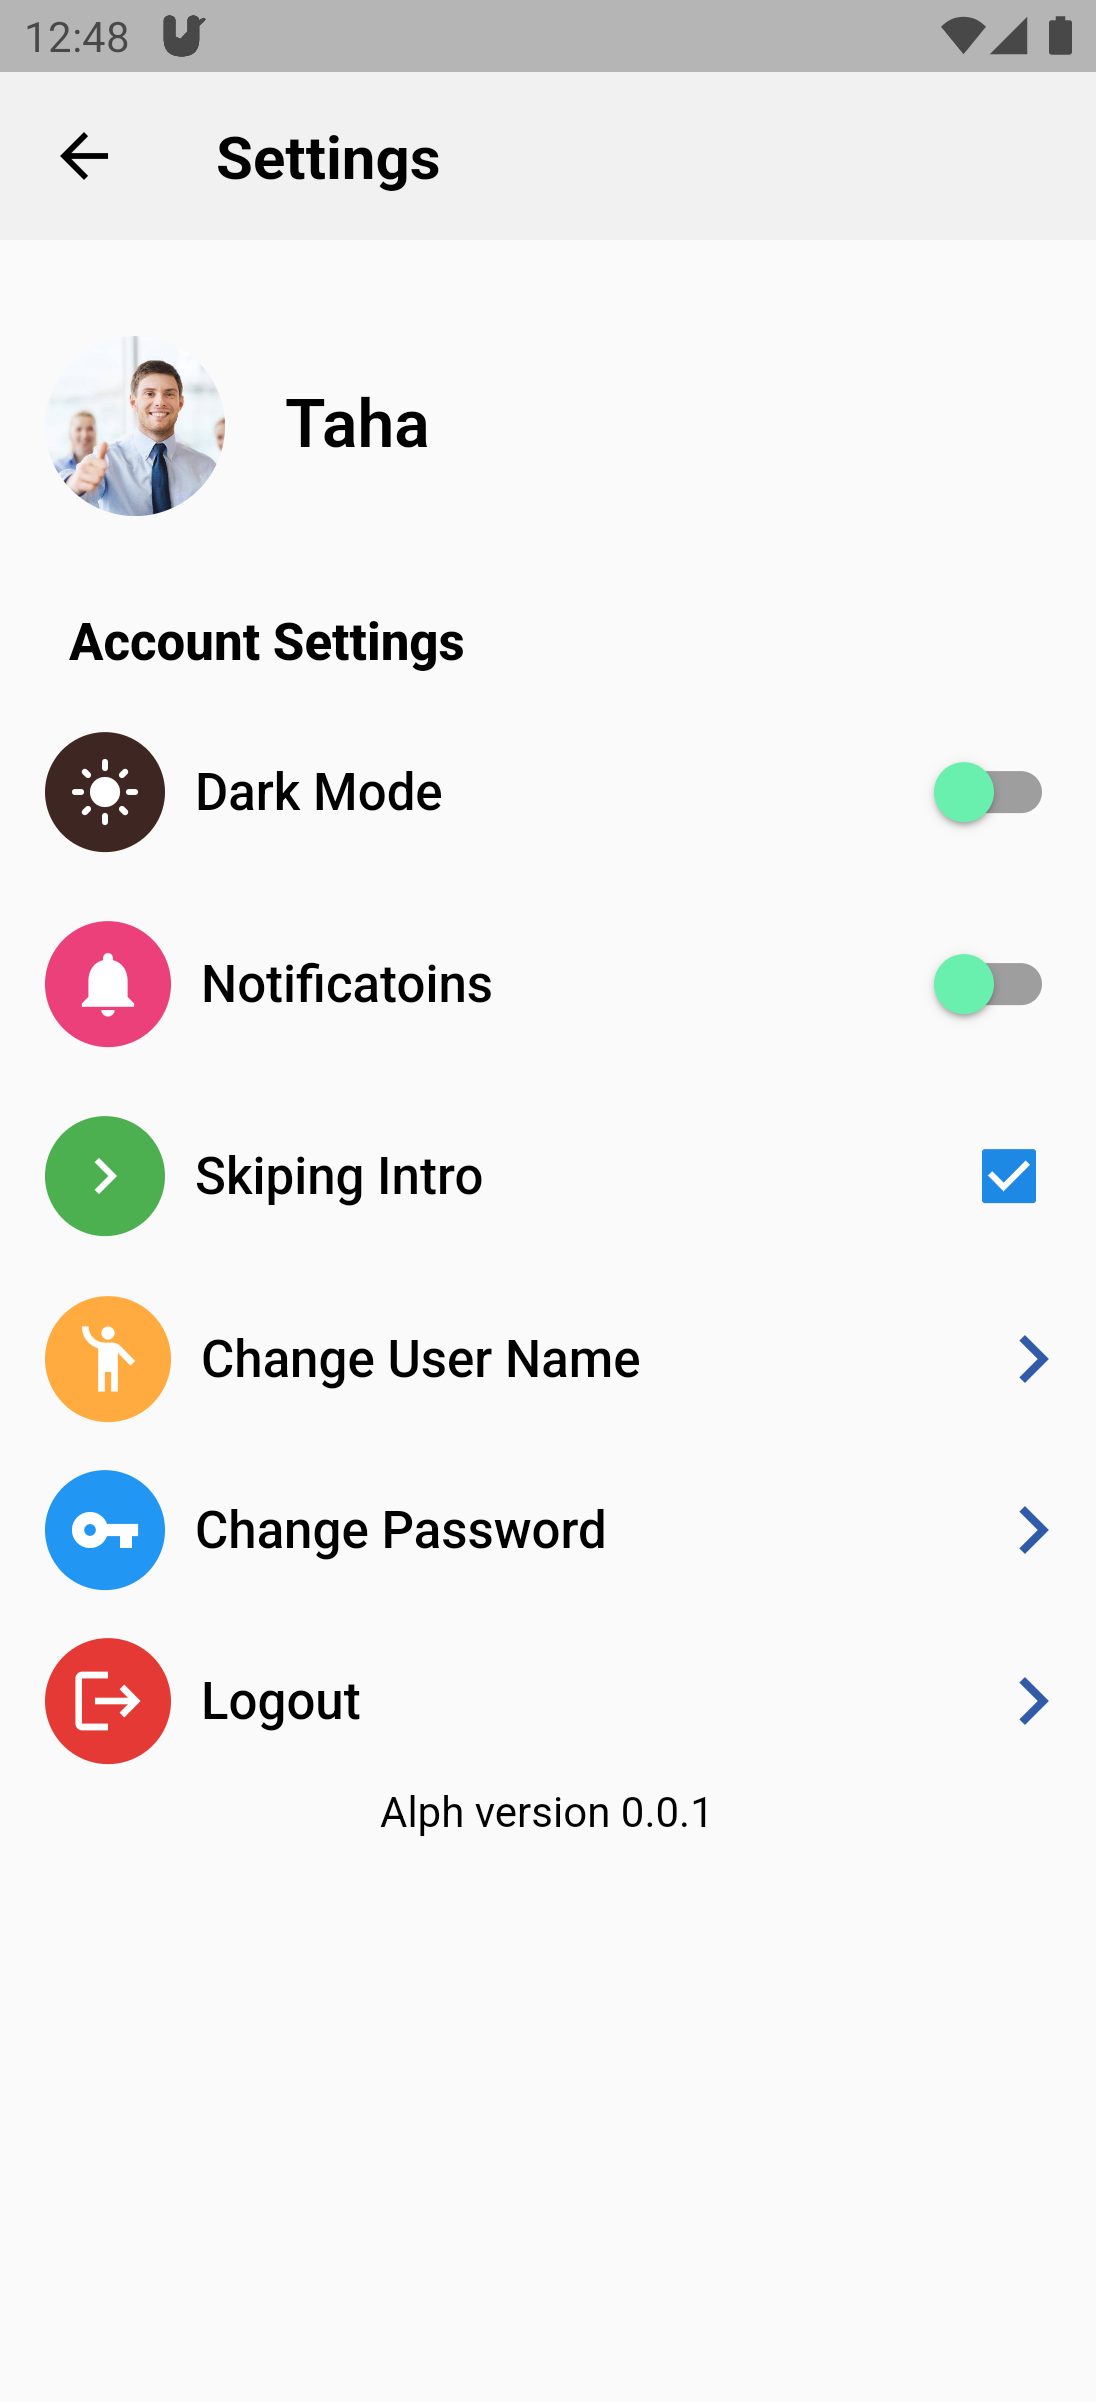 12:48
Settings
Taha
Account Settings
Dark Mode
Notificatoins
Skiping Intro
Change User Name
Change Password
Logout
Alph version 0.0.1